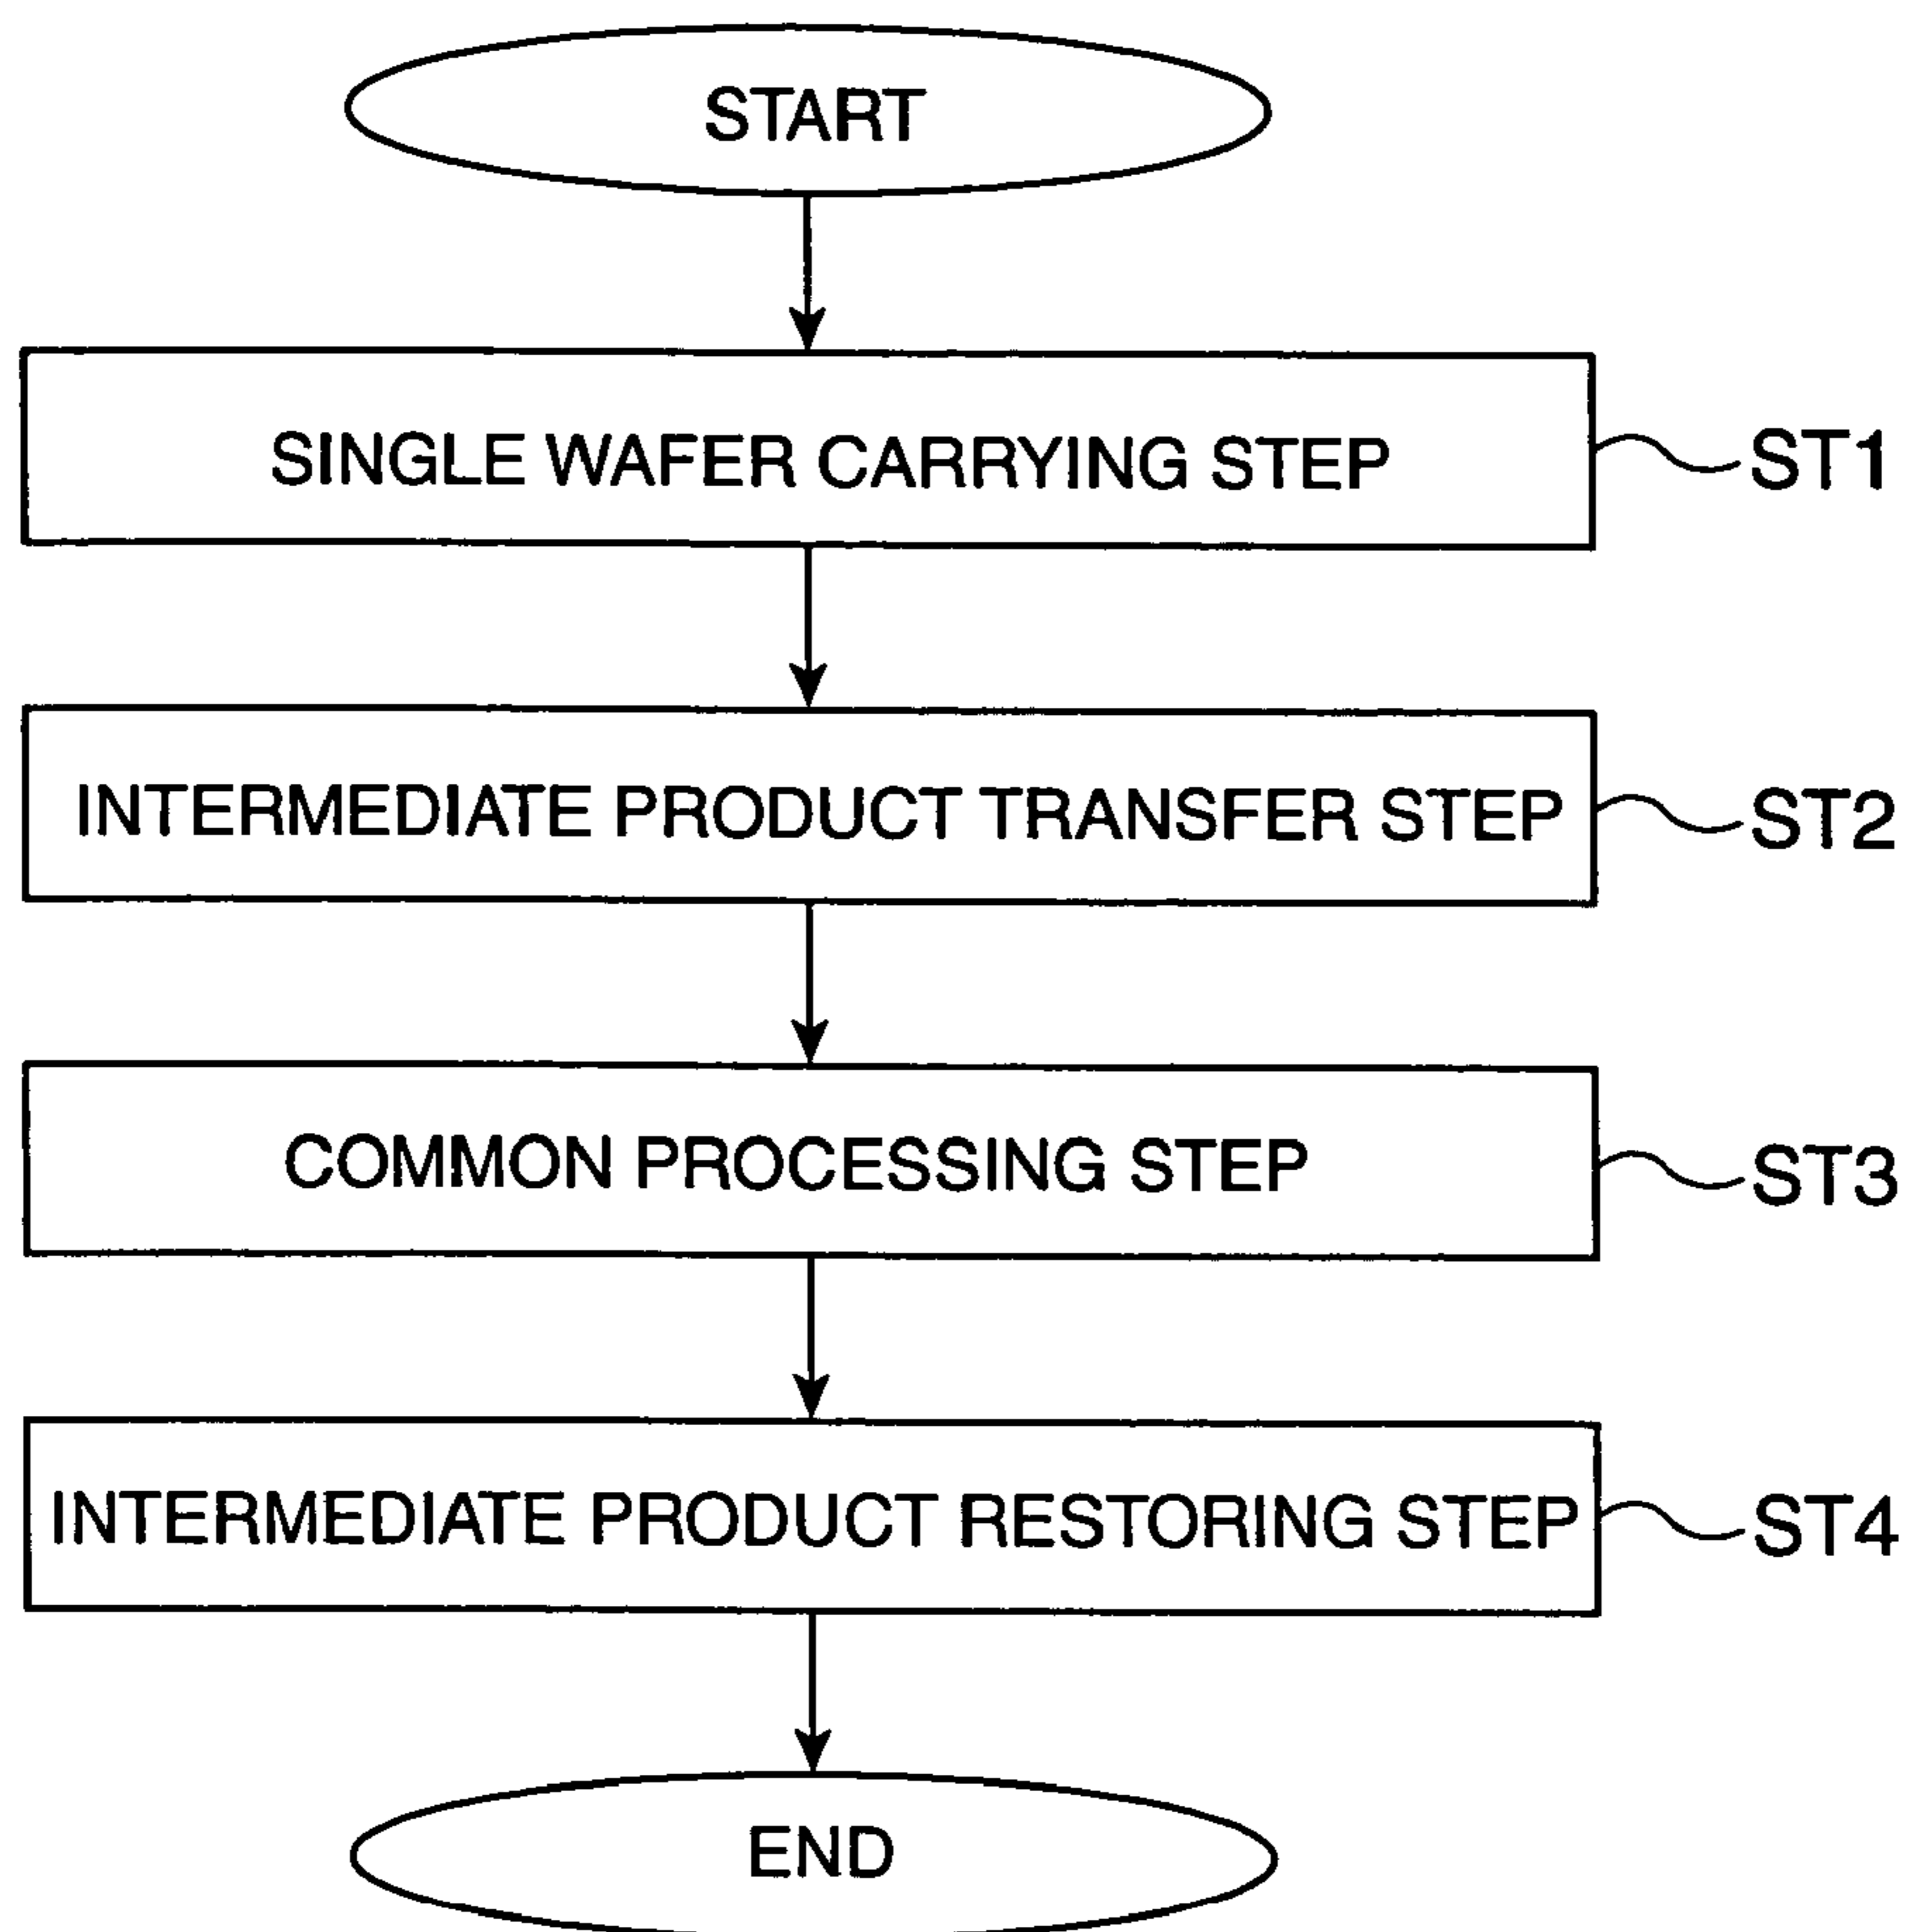 START
SINGLE WAFER CARRYING STEP
ST1
INTERMEDIATE PRODUCT TRANSFER STEP
ST2
COMMON PROCESSING STEP
ST3
INTERMEDIATE PRODUCT RESTORING STEP
ST4
END